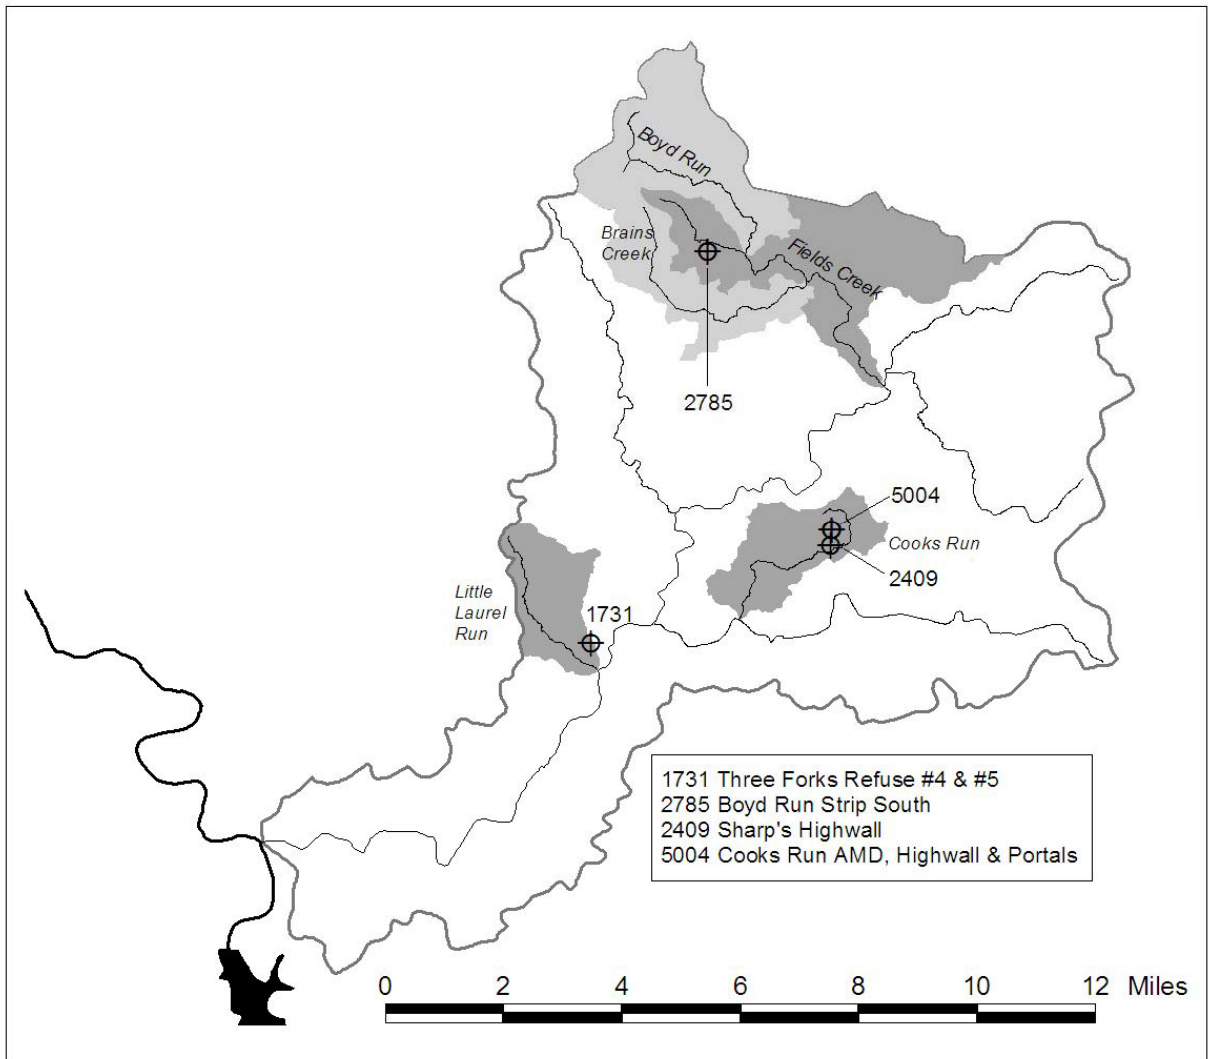 Boyd Run
Brains
Creek
Fields Creek
2785
5004
Cooks Run
2409
Little
Laurel
Run
1731
1731 Three Forks Refuse #4 & #5
2785 Boyd Run Strip South
2409 Sharp's Highwall
5004 Cooks Run AMD, Highwall & Portals
0 2 4 6 8 10 12 Miles